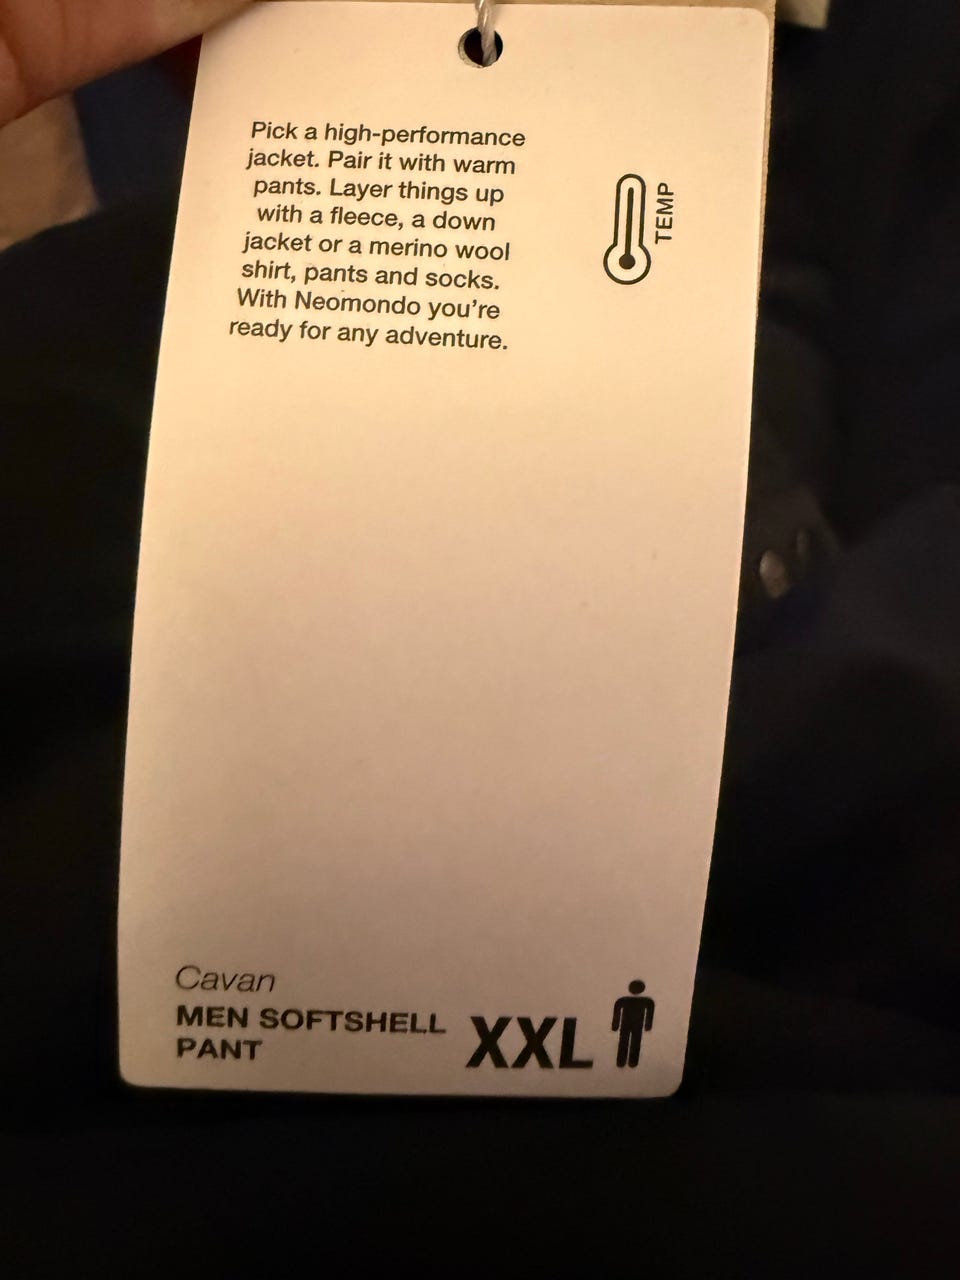 Pick a high-performance
jacket. Pair it with warm
pants. Layer things up
with a fleece, a down
jacket or a merino wool
shirt, pants and socks.
With Neomondo you're
ready for any adventure.
TEMP
Cavan
MEN SOFTSHELL
PANT
XXL